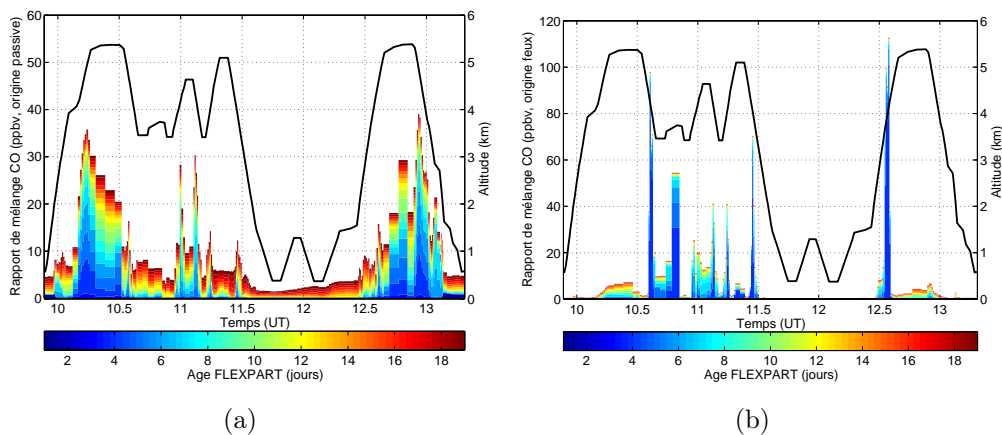 60
50
40
30
20
10
0
Rapport de mélange CO (ppbv, origine passive)
6
5
4
3
2
1
0
Altitude (km)
10 10.5 11 11.5 12 12.5 13
Temps (UT)
2 4 6 8 10 12 14 16 18
Age FLEXPART (jours)
(a)
120
100
80
60
40
20
0
Rapport de mélange CO (ppbv, origine feux)
6
5
4
3
2
1
0
Altitude (km)
10 10.5 11 11.5 12 12.5 13
Temps (UT)
2 4 6 8 10 12 14 16 18
Age FLEXPART (jours)
(b)